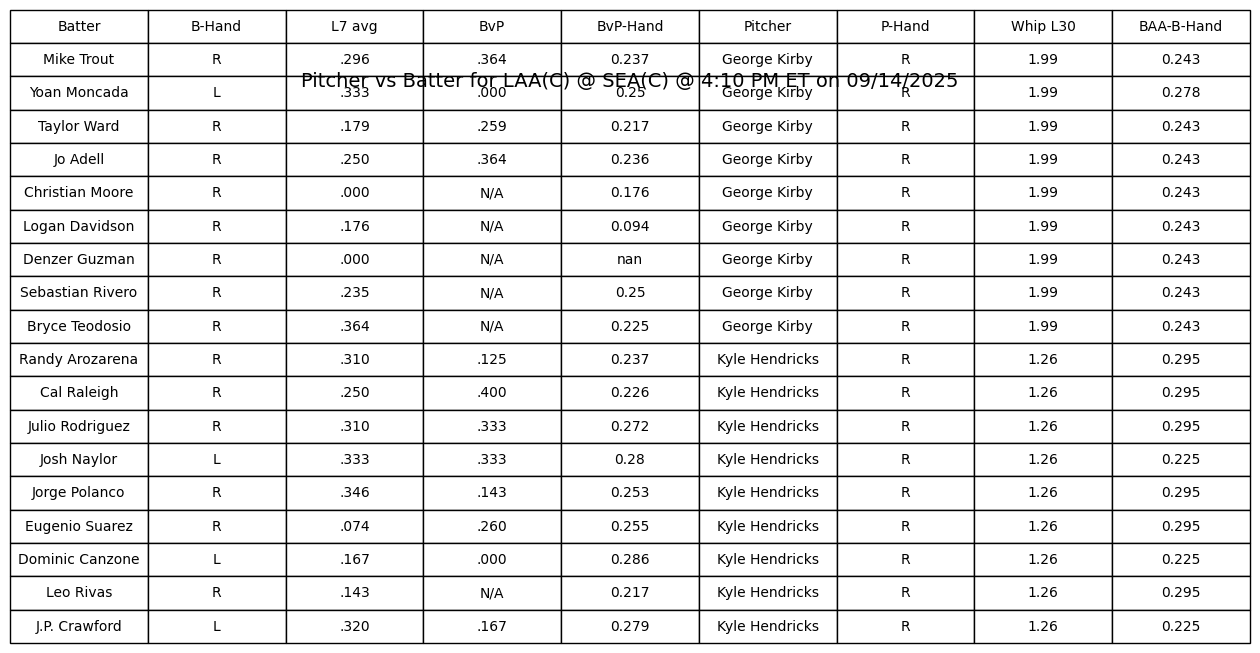 Batter B-Hand L7 avg BvP BvP-Hand Pitcher P-Hand Whip L30 BAA-B-Hand
Mike Trout R .296 .364 0.237 George Kirby R 1.99 0.243
Pitcher vs Batter for LAA(C) @ SEA(C) @ 4:10 PM ET on 09/14/2025
Yoan Moncada L .333 .000 0.25 George Kirby R 1.99 0.278
Taylor Ward R .179 .259 0.217 George Kirby R 1.99 0.243
Jo Adell R .250 .364 0.236 George Kirby R 1.99 0.243
Christian Moore R .000 N/A 0.176 George Kirby R 1.99 0.243
Logan Davidson R .176 N/A 0.094 George Kirby R 1.99 0.243
Denzer Guzman R .000 N/A nan George Kirby R 1.99 0.243
Sebastian Rivero R .235 N/A 0.25 George Kirby R 1.99 0.243
Bryce Teodosio R .364 N/A 0.225 George Kirby R 1.99 0.243
Randy Arozarena R .310 .125 0.237 Kyle Hendricks R 1.26 0.295
Cal Raleigh R .250 .400 0.226 Kyle Hendricks R 1.26 0.295
Julio Rodriguez R .310 .333 0.272 Kyle Hendricks R 1.26 0.295
Josh Naylor L .333 .333 0.28 Kyle Hendricks R 1.26 0.225
Jorge Polanco R .346 .143 0.253 Kyle Hendricks R 1.26 0.295
Eugenio Suarez R .074 .260 0.255 Kyle Hendricks R 1.26 0.295
Dominic Canzone L .167 .000 0.286 Kyle Hendricks R 1.26 0.225
Leo Rivas R .143 N/A 0.217 Kyle Hendricks R 1.26 0.295
J.P. Crawford L .320 .167 0.279 Kyle Hendricks R 1.26 0.225